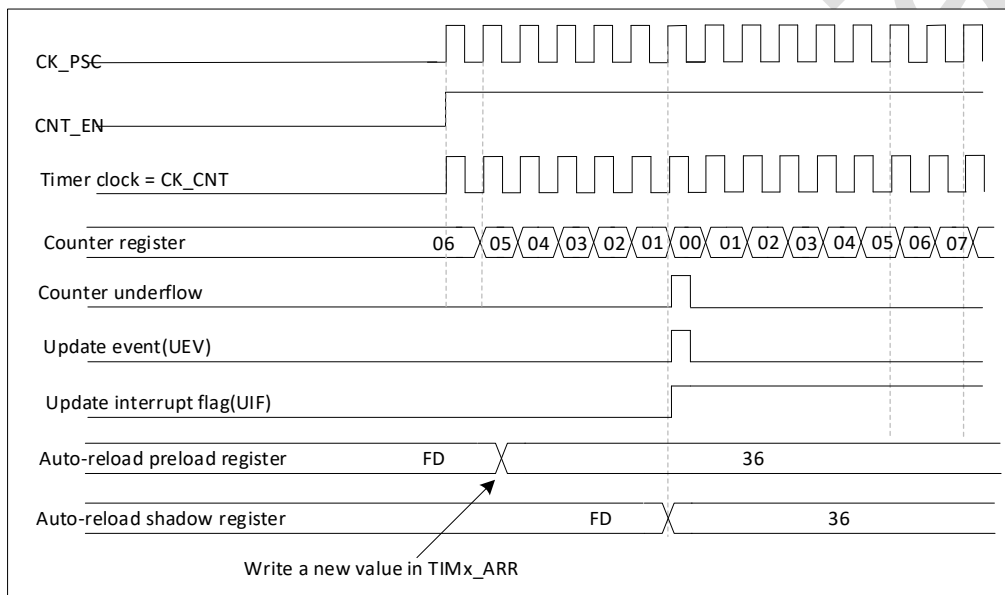 CK_PSC
CNT_EN
Timer clock = CK_CNT
Counter register 06 05 04 03 02 01 00 01 02 03 04 05 06 07
Counter underflow
Update event(UEV)
Update interrupt flag(UIF)
Auto-reload preload register FD 36
Auto-reload shadow register FD 36
Write a new value in TIMx_ARR